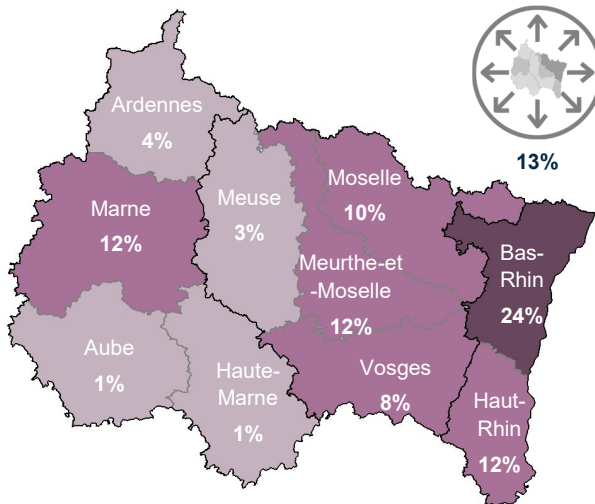 Ardennes
4%
13%
Marne
12%
Meuse
3%
Moselle
10%
Meurthe-et
-Moselle
12%
Bas-
Rhin
24%
Aube
1%
Haute-
Marne
1%
Vosges
8%
Haut-
Rhin
12%